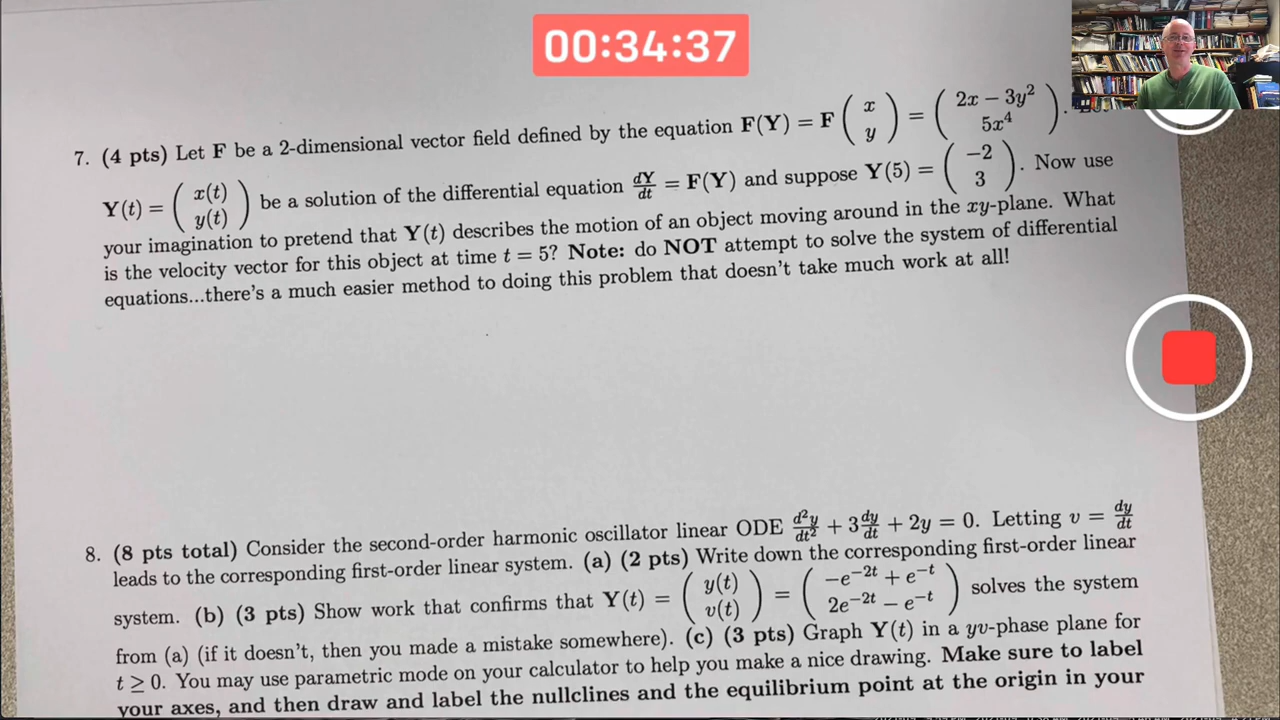 00:34:37
7. (4 pts) Let F be a 2-dimensional vector field defined by the equation F(Y) = F ( x y ) = ( 2x − 3y² 5x⁴ ).
Y(t) = ( x(t) y(t) ) be a solution of the differential equation dY/dt = F(Y) and suppose Y(5) = ( −2 3 ). Now use
your imagination to pretend that Y(t) describes the motion of an object moving around in the xy-plane. What
is the velocity vector for this object at time t = 5? Note: do NOT attempt to solve the system of differential
equations...there's a much easier method to doing this problem that doesn't take much work at all!
8. (8 pts total) Consider the second-order harmonic oscillator linear ODE d²y/dt² + 3dy/dt + 2y = 0. Letting v = dy/dt
leads to the corresponding first-order linear system. (a) (2 pts) Write down the corresponding first-order linear
system. (b) (3 pts) Show work that confirms that Y(t) = ( y(t) v(t) ) = ( −e⁻²ᵗ + e⁻ᵗ 2e⁻²ᵗ − e⁻ᵗ ) solves the system
from (a) (if it doesn't, then you made a mistake somewhere). (c) (3 pts) Graph Y(t) in a yv-phase plane for
t ≥ 0. You may use parametric mode on your calculator to help you make a nice drawing. Make sure to label
your axes, and then draw and label the nullclines and the equilibrium point at the origin in your